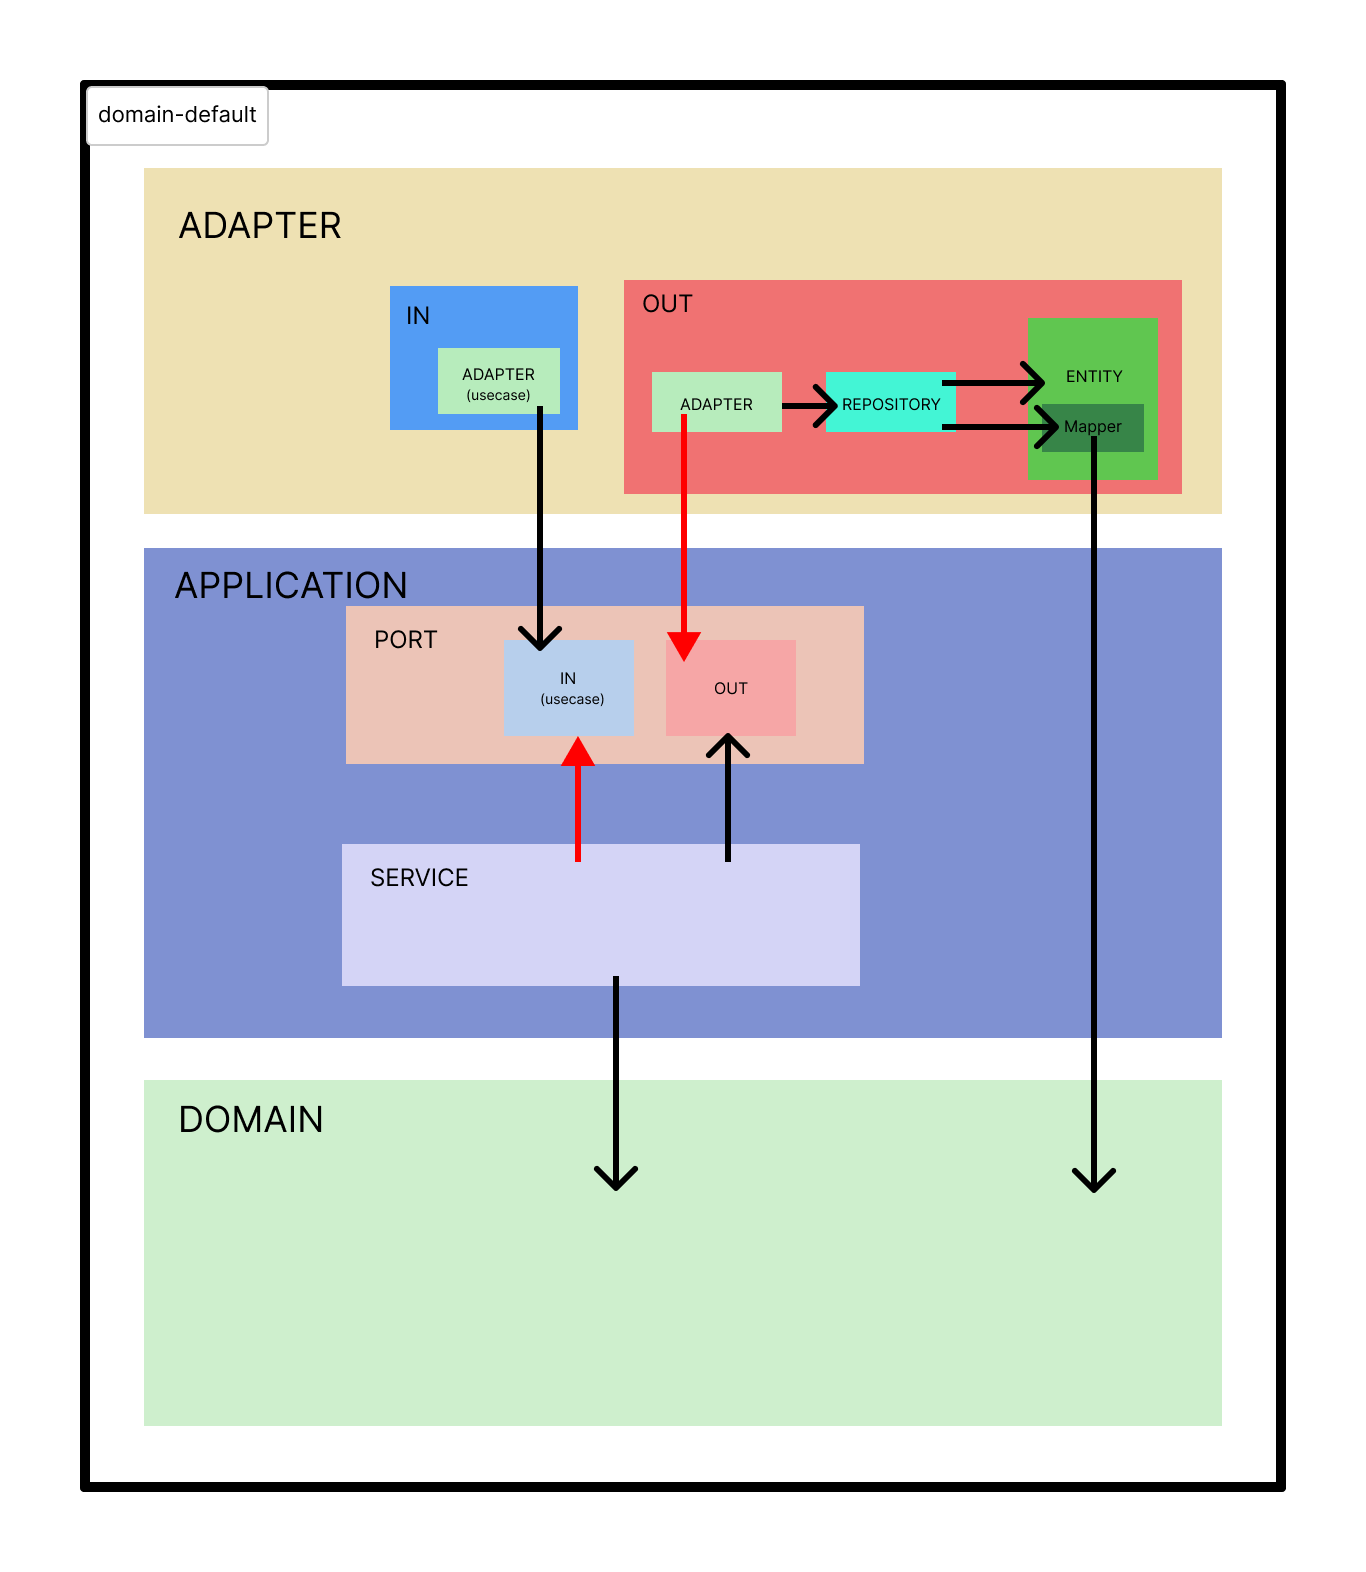 domain-default
ADAPTER
IN
ADAPTER
(usecase)
OUT
ADAPTER
REPOSITORY
ENTITY
Mapper
APPLICATION
PORT
IN
(usecase)
OUT
SERVICE
DOMAIN